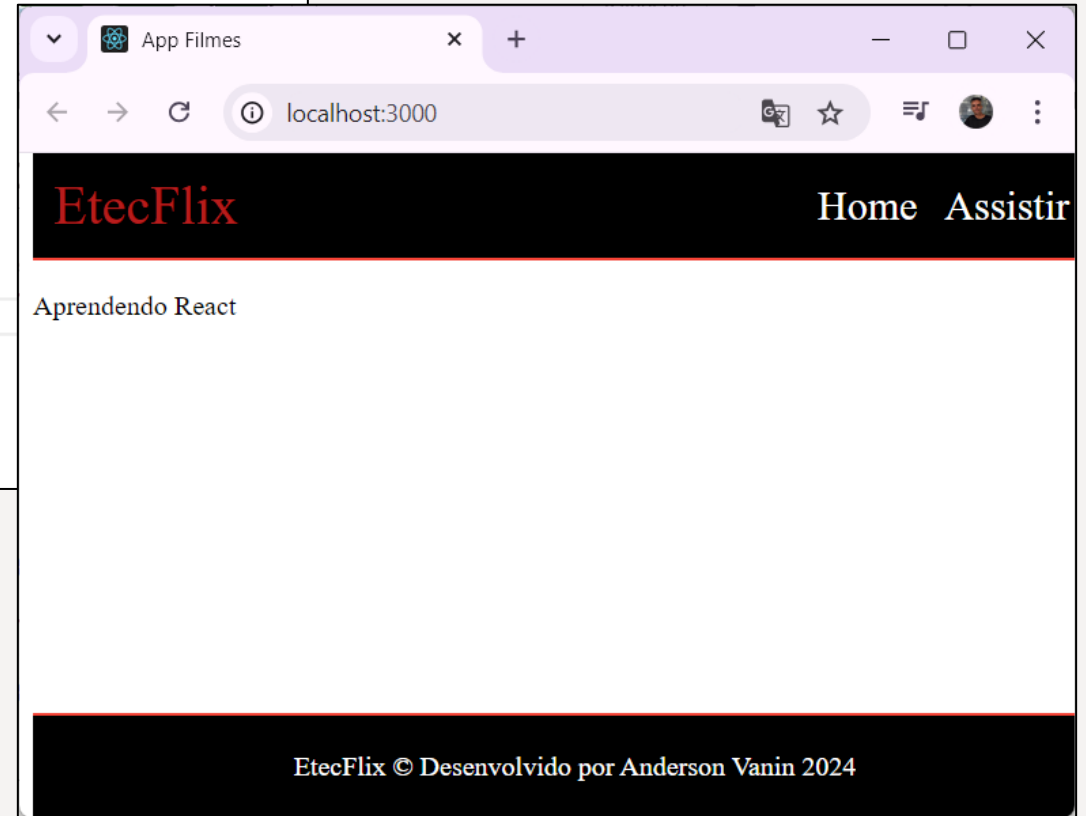 App Filmes
localhost:3000
EtecFlix Home Assistir
Aprendendo React
EtecFlix © Desenvolvido por Anderson Vanin 2024